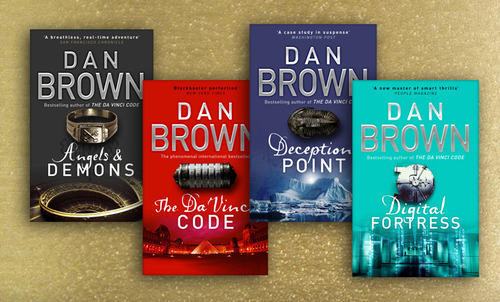 'A breathless, real-time adventure'
SAN FRANCISCO CHRONICLE
DAN
BROWN
Bestselling author of THE DA VINCI CODE
Angels &
DEMONS
'Blockbuster perfection'
NEW YORK TIMES
DAN
BROWN
The phenomenal international bestseller
The Da Vinci
CODE
'A case study in suspense'
WASHINGTON POST
DAN
BROWN
Bestselling author of THE DA VINCI CODE
Deception
POINT
'A new master of smart thrills'
PEOPLE MAGAZINE
DAN
BROWN
Bestselling author of THE DA VINCI CODE
Digital
FORTRESS